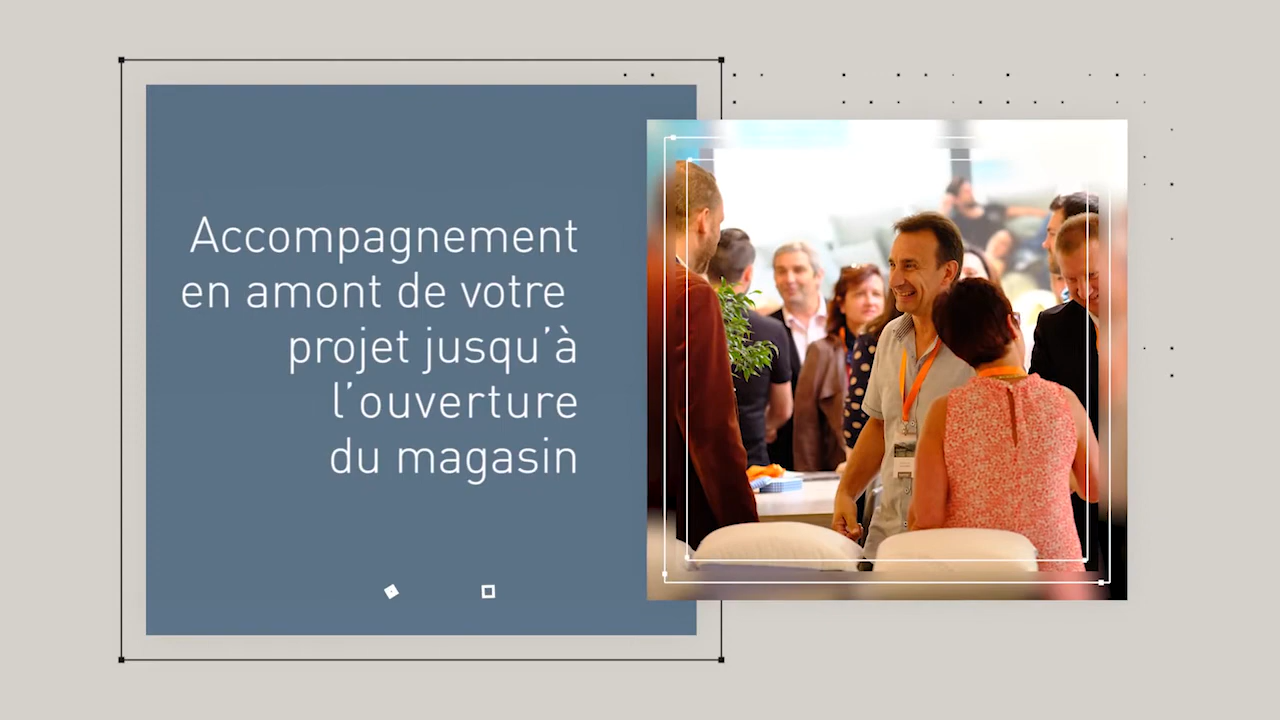 Accompagnement
en amont de votre
projet jusqu'à
l'ouverture
du magasin